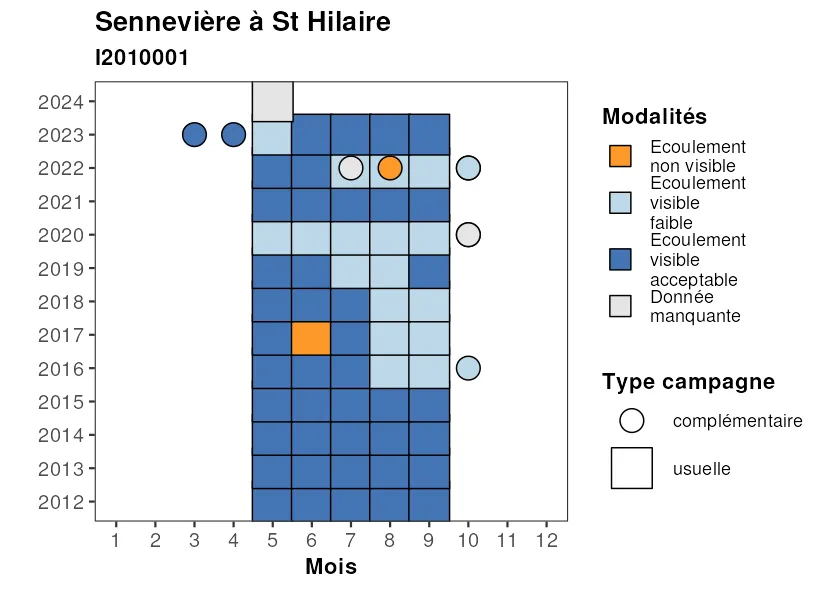 Sennevière à St Hilaire
I2010001
2024
2023
2022
2021
2020
2019
2018
2017
2016
2015
2014
2013
2012
1 2 3 4 5 6 7 8 9 10 11 12
Mois
Modalités
Ecoulement
non visible
Ecoulement
visible
faible
Ecoulement
visible
acceptable
Donnée
manquante
Type campagne
complémentaire
usuelle